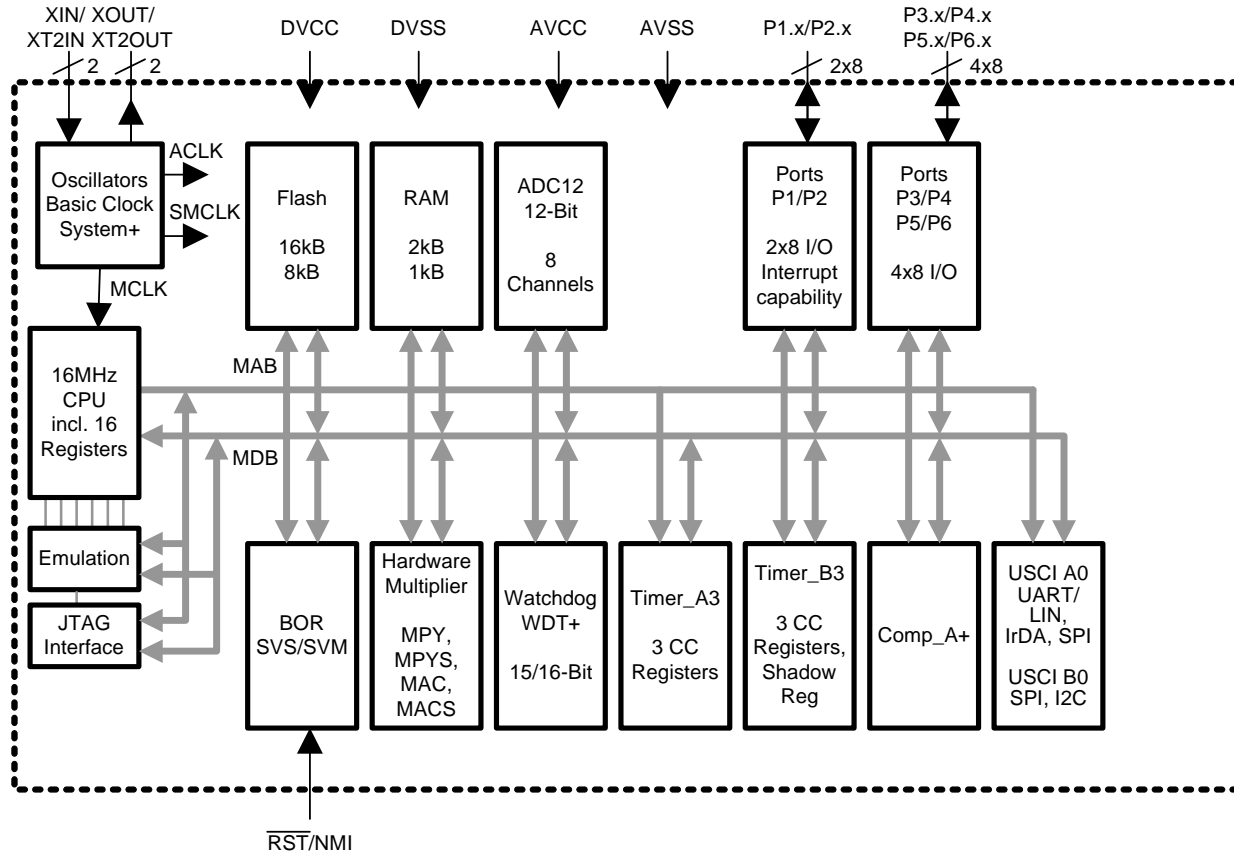 XIN/ XOUT/
XT2IN XT2OUT
2
2
DVCC
DVSS
AVCC
AVSS
P1.x/P2.x
2x8
P3.x/P4.x
P5.x/P6.x
4x8
Oscillators
Basic Clock
System+
ACLK
SMCLK
MCLK
Flash
16kB
8kB
RAM
2kB
1kB
ADC12
12-Bit
8
Channels
Ports
P1/P2
2x8 I/O
Interrupt
capability
Ports
P3/P4
P5/P6
4x8 I/O
16MHz
CPU
incl. 16
Registers
MAB
MDB
Emulation
JTAG
Interface
BOR
SVS/SVM
Hardware
Multiplier
MPY,
MPYS,
MAC,
MACS
Watchdog
WDT+
15/16-Bit
Timer_A3
3 CC
Registers
Timer_B3
3 CC
Registers,
Shadow
Reg
Comp_A+
USCI A0
UART/
LIN,
IrDA, SPI
USCI B0
SPI, I2C
RST/NMI